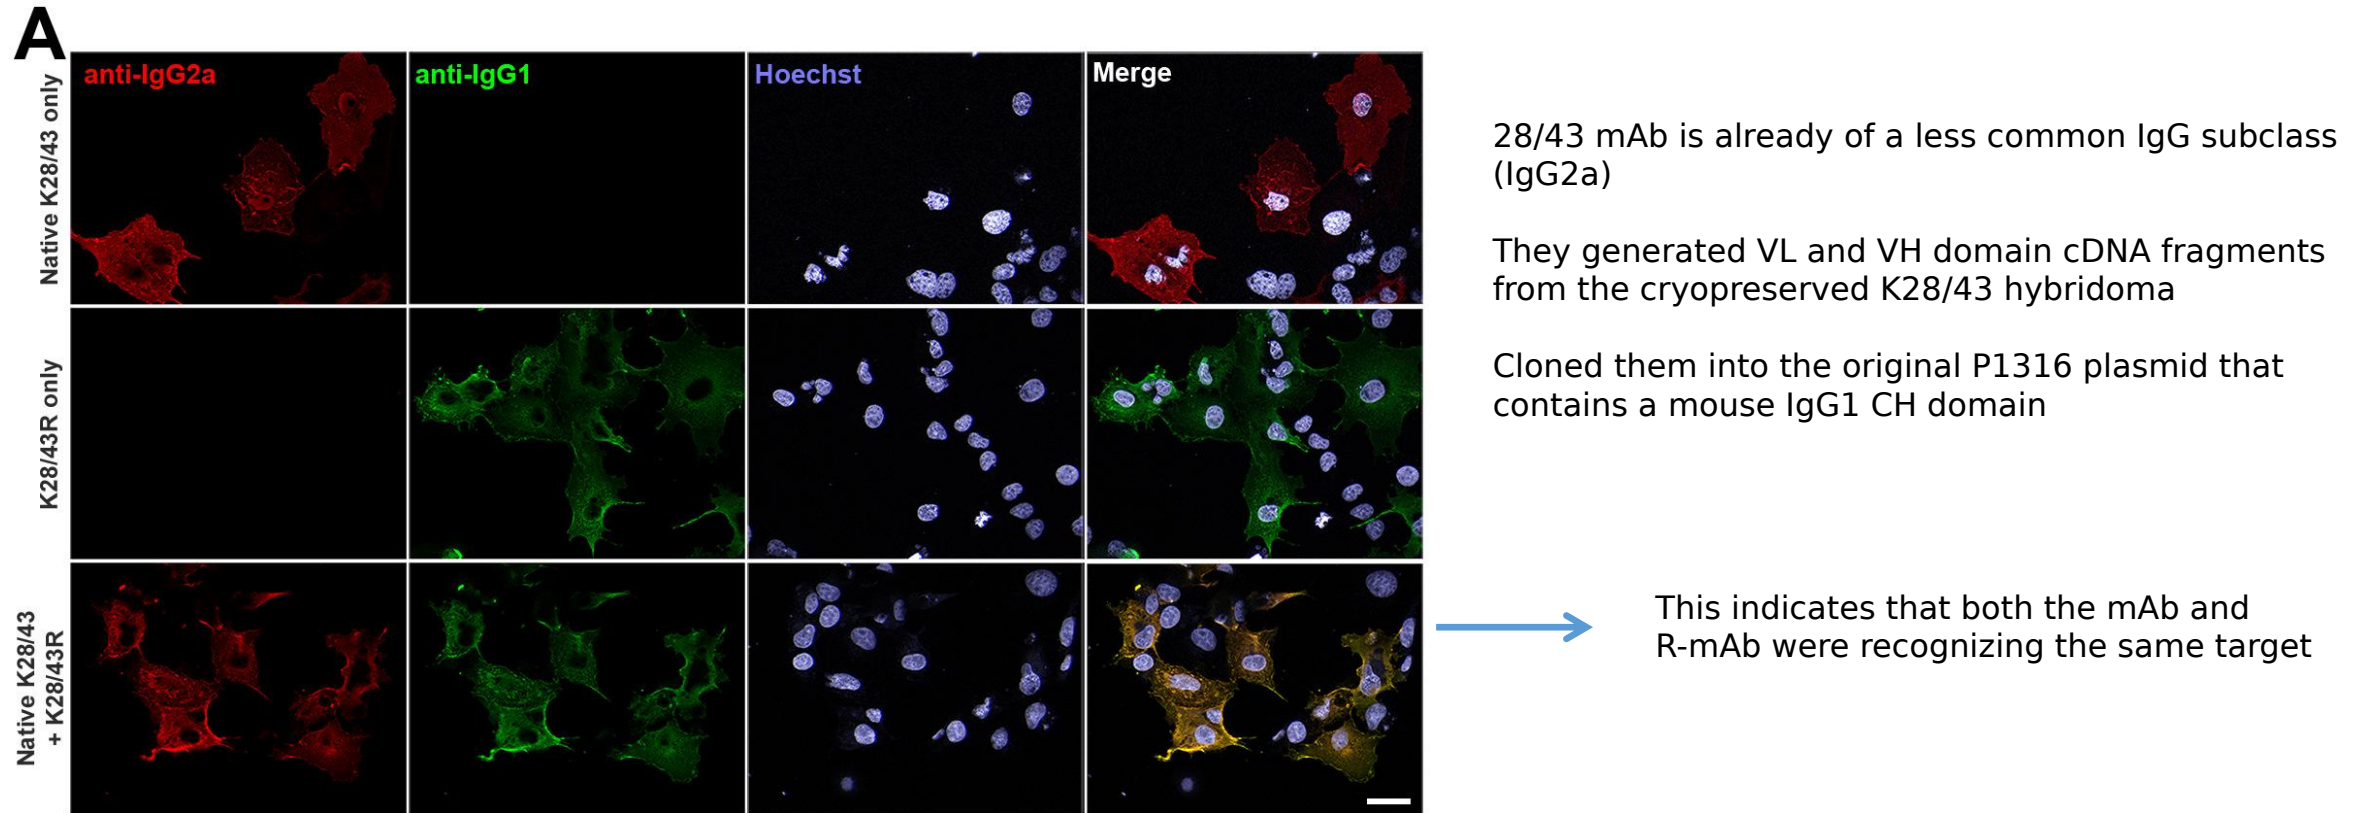 A
anti-IgG2a
anti-IgG1
Hoechst
Merge
Native K28/43 only
K28/43R only
Native K28/43
+ K28/43R
28/43 mAb is already of a less common IgG subclass
(IgG2a)
They generated VL and VH domain cDNA fragments
from the cryopreserved K28/43 hybridoma
Cloned them into the original P1316 plasmid that
contains a mouse IgG1 CH domain
This indicates that both the mAb and
R-mAb were recognizing the same target